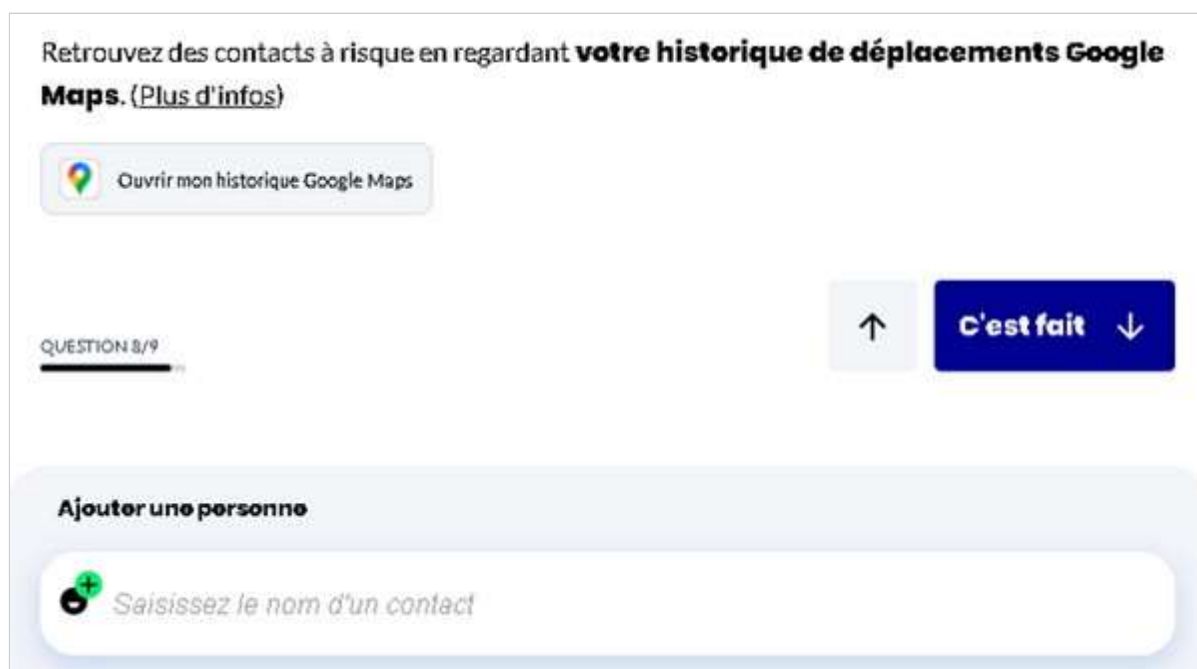 Retrouvez des contacts à risque en regardant votre historique de déplacements Google
Maps. (Plus d'infos)
Ouvrir mon historique Google Maps
C'est fait
QUESTION 8/9
Ajouter une personne
Saisissez le nom d'un contact